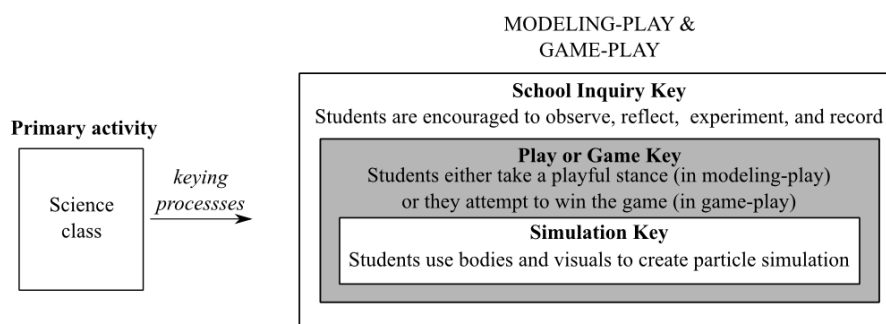 MODELING-PLAY &
GAME-PLAY
School Inquiry Key
Students are encouraged to observe, reflect, experiment, and record
Primary activity
Play or Game Key
Students either take a playful stance (in modeling-play)
or they attempt to win the game (in game-play)
keying
processses
Science
class
Simulation Key
Students use bodies and visuals to create particle simulation